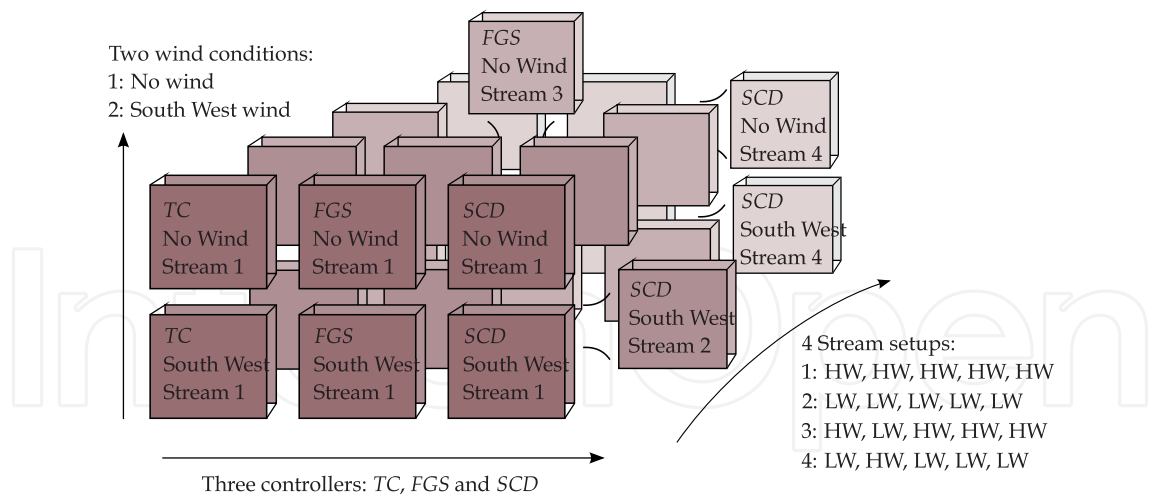 Two wind conditions:
1: No wind
2: South West wind
FGS
No Wind
Stream 3
SCD
No Wind
Stream 4
SCD
South West
Stream 4
TC
No Wind
Stream 1
FGS
No Wind
Stream 1
SCD
No Wind
Stream 1
SCD
South West
Stream 2
TC
South West
Stream 1
FGS
South West
Stream 1
SCD
South West
Stream 1
4 Stream setups:
1: HW, HW, HW, HW, HW
2: LW, LW, LW, LW, LW
3: HW, LW, HW, HW, HW
4: LW, HW, LW, LW, LW
Three controllers: TC, FGS and SCD